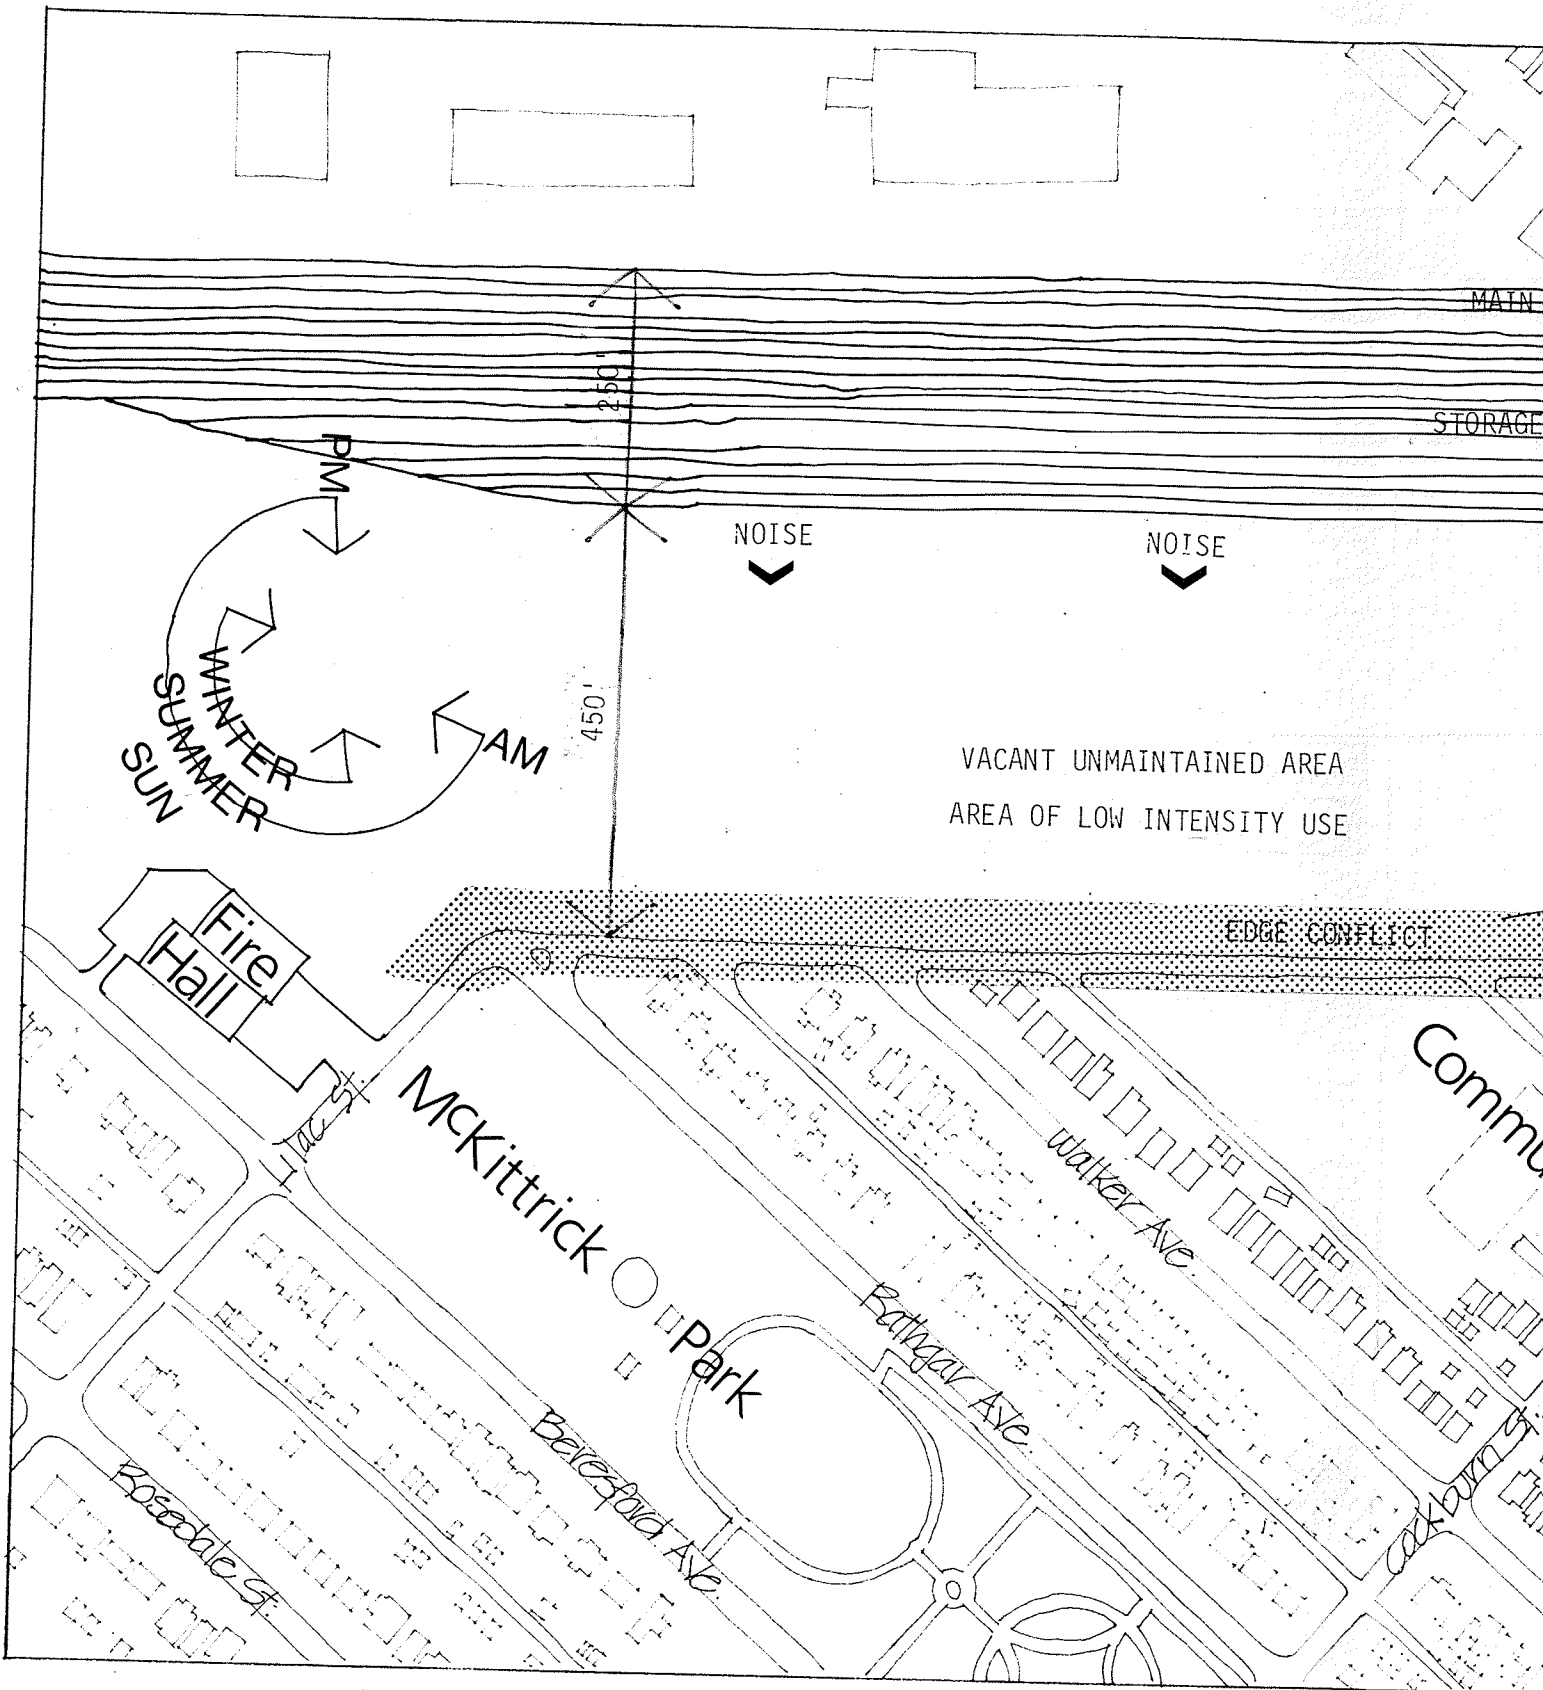 MAIN
250'
STORAGE
PM
NOISE
NOISE
WINTER
SUMMER
SUN
AM
450'
VACANT UNMAINTAINED AREA
AREA OF LOW INTENSITY USE
EDGE CONFLICT
Fire
Hall
Lilac St.
McKittrick
Park
Commu
Walker Ave.
Rathgar Ave
Beresford Ave.
Rosedale St.
Cockburn S